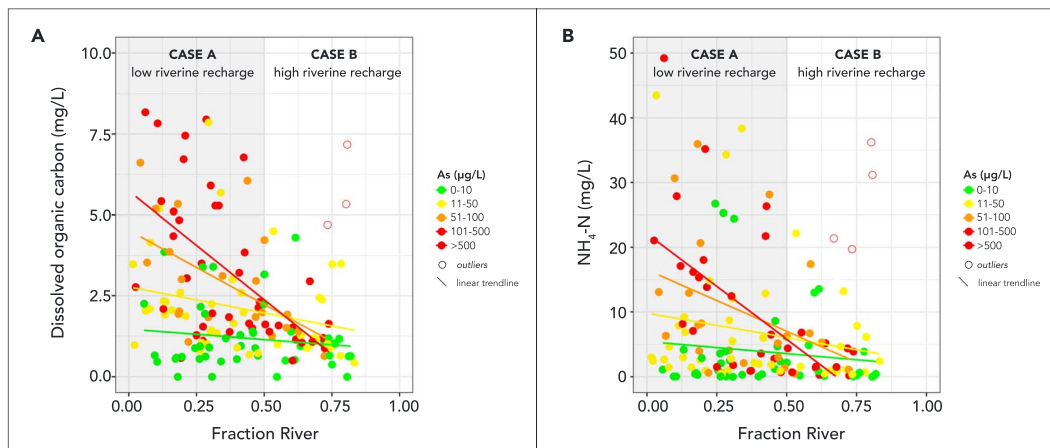 A
CASE A
low riverine recharge
CASE B
high riverine recharge
Dissolved organic carbon (mg/L)
10.0
7.5
5.0
2.5
0.0
0.00
0.25
0.50
0.75
1.00
Fraction River
As (µg/L)
0-10
11-50
51-100
101-500
>500
outliers
linear trendline
B
CASE A
low riverine recharge
CASE B
high riverine recharge
NH4-N (mg/L)
50
40
30
20
10
0
0.00
0.25
0.50
0.75
1.00
Fraction River
As (µg/L)
0-10
11-50
51-100
101-500
>500
outliers
linear trendline